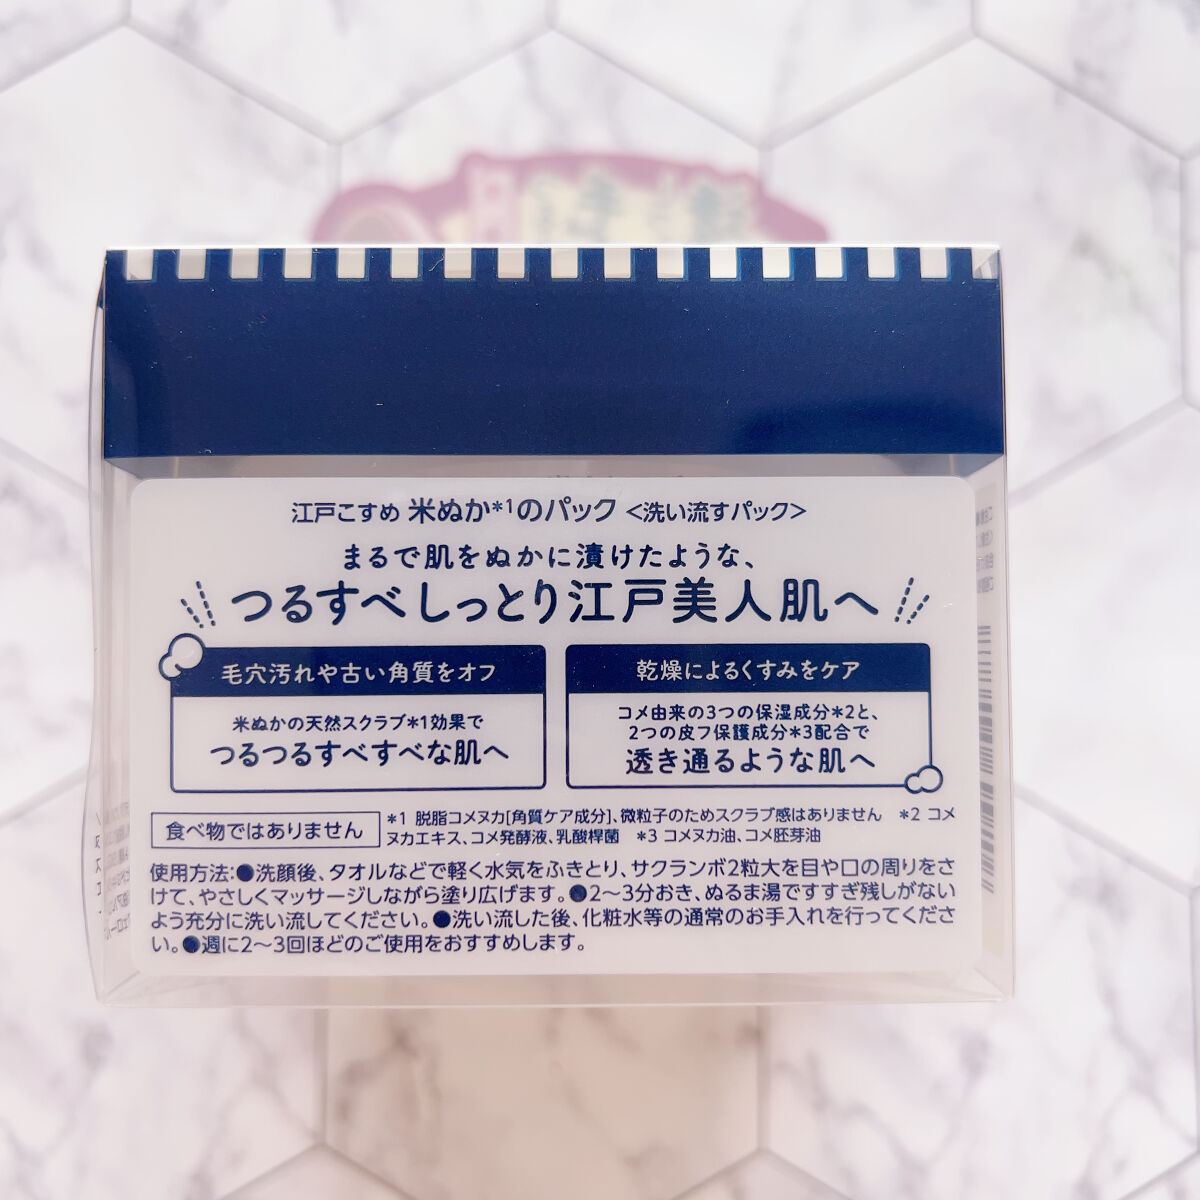 江戸こすめ 米ぬか*1のパック <洗い流すパック>
まるで肌をぬかに漬けたような、
つるすべしっとり江戸美人肌へ
毛穴汚れや古い角質をオフ
米ぬかの天然スクラブ*1効果で
つるつるすべすべな肌へ
乾燥によるくすみをケア
コメ由来の3つの保湿成分*2と、
2つの皮フ保護成分*3配合で
透き通るような肌へ
食べ物ではありません
*1 脱脂コメヌカ[角質ケア成分]、微粒子のためスクラブ感はありません *2 コメ
ヌカエキス、コメ発酵液、乳酸桿菌 *3 コメヌカ油、コメ胚芽油
使用方法:●洗顔後、タオルなどで軽く水気をふきとり、サクランボ2粒大を目や口の周りをさ
けて、やさしくマッサージしながら塗り広げます。●2〜3分おき、ぬるま湯ですすぎ残しがない
よう充分に洗い流してください。●洗い流した後、化粧水等の通常のお手入れを行ってくださ
い。●週に2〜3回ほどのご使用をおすすめします。